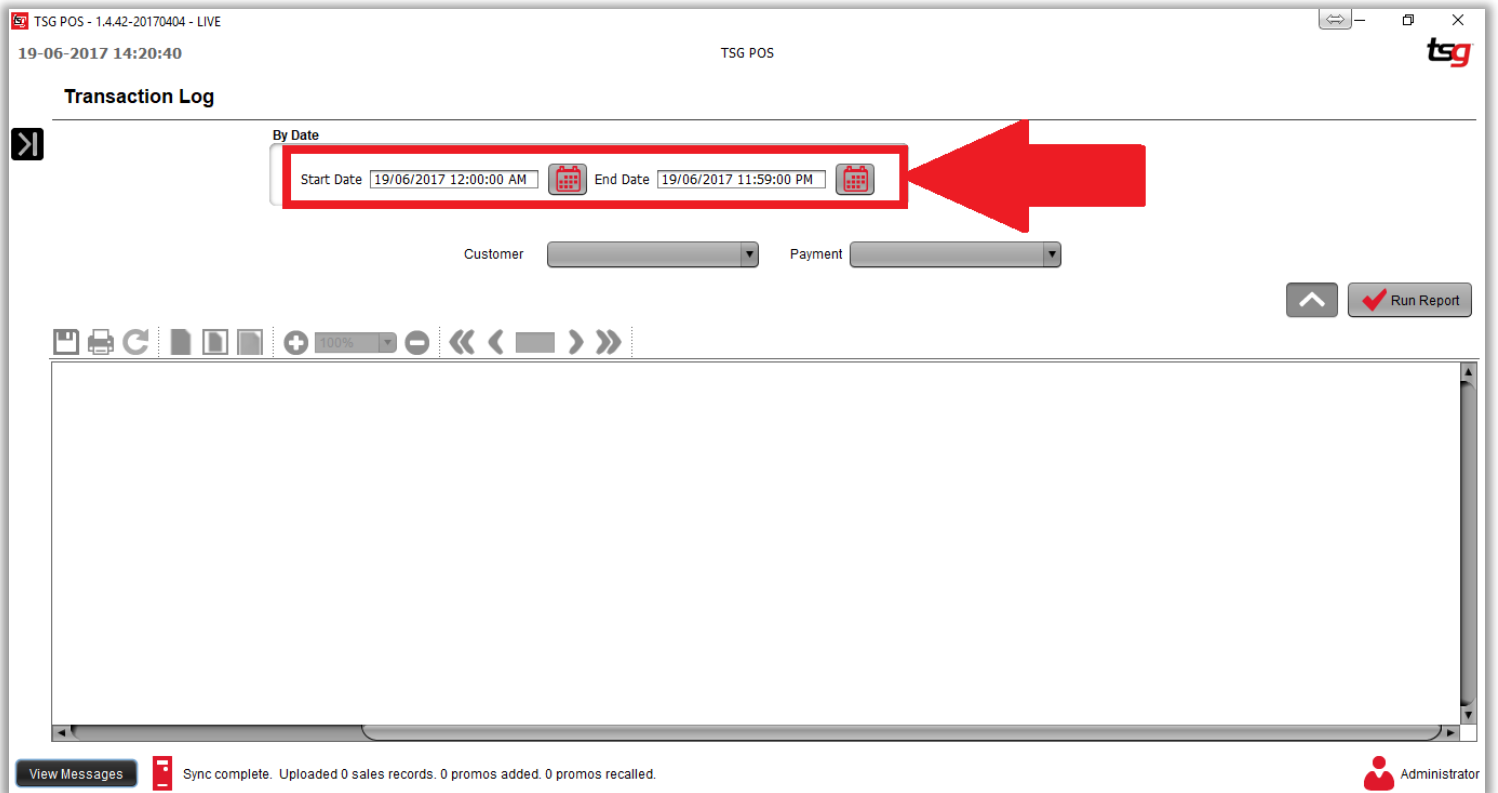 TSG POS - 1.4.42-20170404 - LIVE
19-06-2017 14:20:40
TSG POS
tsg
Transaction Log
By Date
Start Date 19/06/2017 12:00:00 AM End Date 19/06/2017 11:59:00 PM
Customer Payment
Run Report
100%
View Messages Sync complete. Uploaded 0 sales records. 0 promos added. 0 promos recalled. Administrator